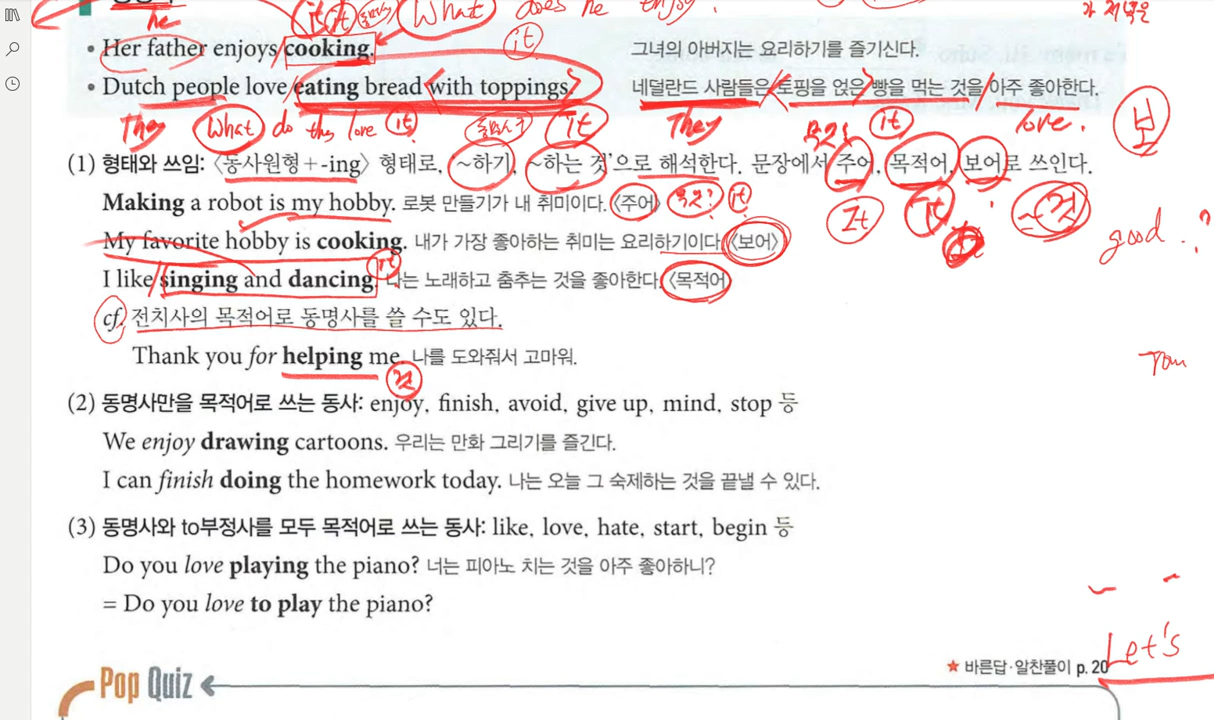 he it it What does he enjoy?
• Her father enjoys cooking. it 그녀의 아버지는 요리하기를 즐기신다.
• Dutch people love eating bread with toppings. 네덜란드 사람들은 토핑을 얹은 빵을 먹는 것을 아주 좋아한다.
They What do they love it it They it love. 보
(1) 형태와 쓰임: 〈동사원형+-ing〉 형태로, ‘~하기’, ‘~하는 것’으로 해석한다. 문장에서 주어, 목적어, 보어로 쓰인다.
Making a robot is my hobby. 로봇 만들기가 내 취미이다. 〈주어〉 it It it ~것
My favorite hobby is cooking. 내가 가장 좋아하는 취미는 요리하기이다. 〈보어〉 good..?
I like singing and dancing. it 나는 노래하고 춤추는 것을 좋아한다. 〈목적어〉
cf. 전치사의 목적어로 동명사를 쓸 수도 있다.
Thank you for helping me. 나를 도와줘서 고마워.
것
(2) 동명사만을 목적어로 쓰는 동사: enjoy, finish, avoid, give up, mind, stop 등
We enjoy drawing cartoons. 우리는 만화 그리기를 즐긴다.
I can finish doing the homework today. 나는 오늘 그 숙제하는 것을 끝낼 수 있다.
(3) 동명사와 to부정사를 모두 목적어로 쓰는 동사: like, love, hate, start, begin 등
Do you love playing the piano? 너는 피아노 치는 것을 아주 좋아하니?
= Do you love to play the piano?
★ 바른답·알찬풀이 p. 20
Let's
Pop Quiz